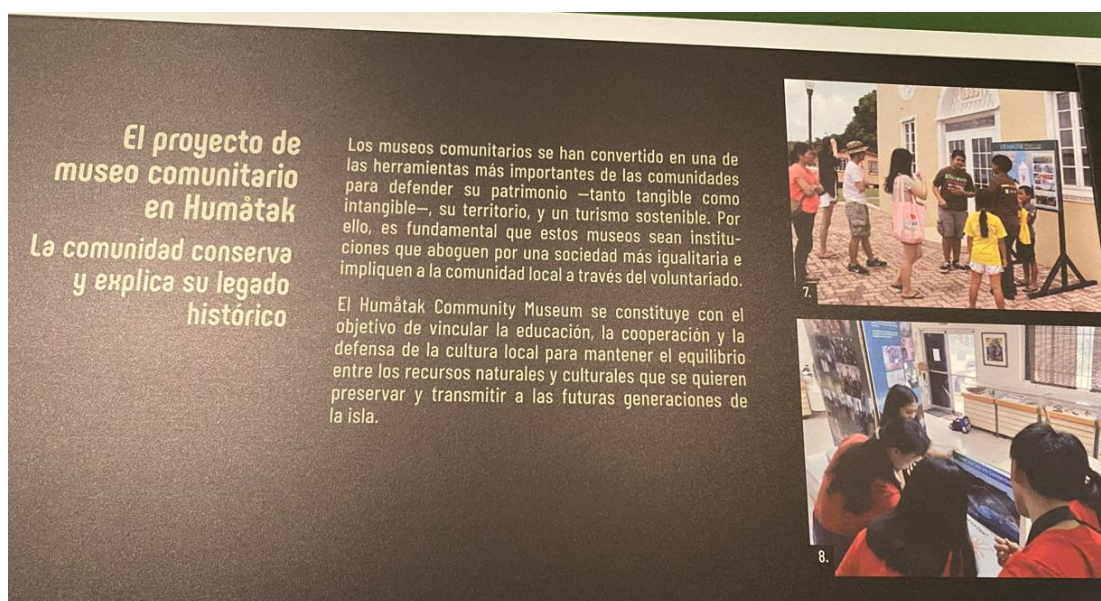 El proyecto de
museo comunitario
en Humåtak
La comunidad conserva
y explica su legado
histórico
Los museos comunitarios se han convertido en una de
las herramientas más importantes de las comunidades
para defender su patrimonio —tanto tangible como
intangible—, su territorio, y un turismo sostenible. Por
ello, es fundamental que estos museos sean institu-
ciones que aboguen por una sociedad más igualitaria e
impliquen a la comunidad local a través del voluntariado.
El Humåtak Community Museum se constituye con el
objetivo de vincular la educación, la cooperación y la
defensa de la cultura local para mantener el equilibrio
entre los recursos naturales y culturales que se quieren
preservar y transmitir a las futuras generaciones de
la isla.
7.
8.